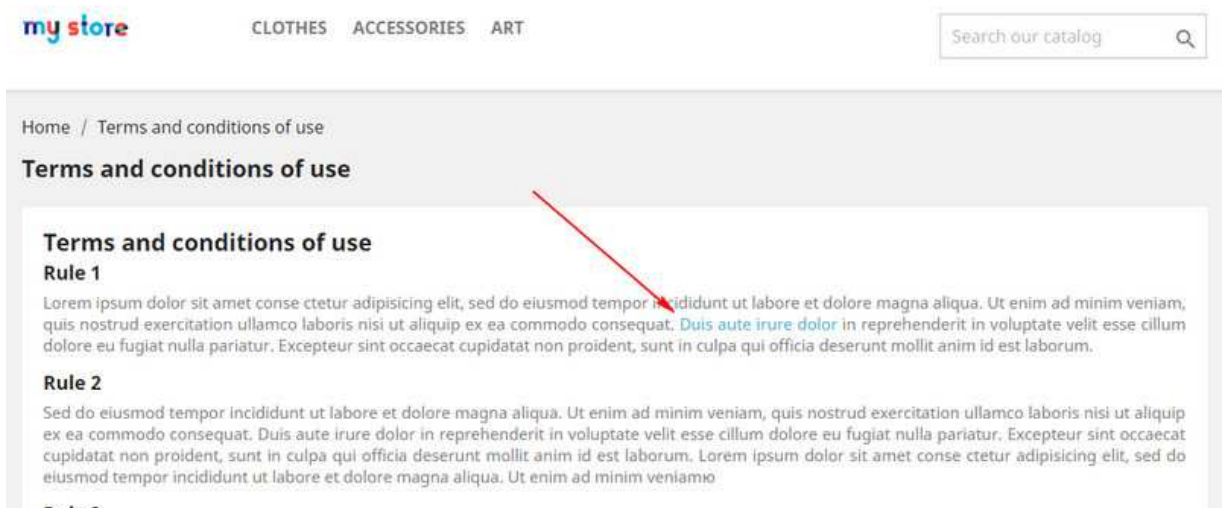 my store
CLOTHES ACCESSORIES ART
Search our catalog
Home / Terms and conditions of use
Terms and conditions of use
Terms and conditions of use
Rule 1
Lorem ipsum dolor sit amet conse ctetur adipisicing elit, sed do eiusmod tempor incididunt ut labore et dolore magna aliqua. Ut enim ad minim veniam,
quis nostrud exercitation ullamco laboris nisi ut aliquip ex ea commodo consequat. Duis aute irure dolor in reprehenderit in voluptate velit esse cillum
dolore eu fugiat nulla pariatur. Excepteur sint occaecat cupidatat non proident, sunt in culpa qui officia deserunt mollit anim id est laborum.
Rule 2
Sed do eiusmod tempor incididunt ut labore et dolore magna aliqua. Ut enim ad minim veniam, quis nostrud exercitation ullamco laboris nisi ut aliquip
ex ea commodo consequat. Duis aute irure dolor in reprehenderit in voluptate velit esse cillum dolore eu fugiat nulla pariatur. Excepteur sint occaecat
cupidatat non proident, sunt in culpa qui officia deserunt mollit anim id est laborum. Lorem ipsum dolor sit amet conse ctetur adipisicing elit, sed do
eiusmod tempor incididunt ut labore et dolore magna aliqua. Ut enim ad minim veniamю